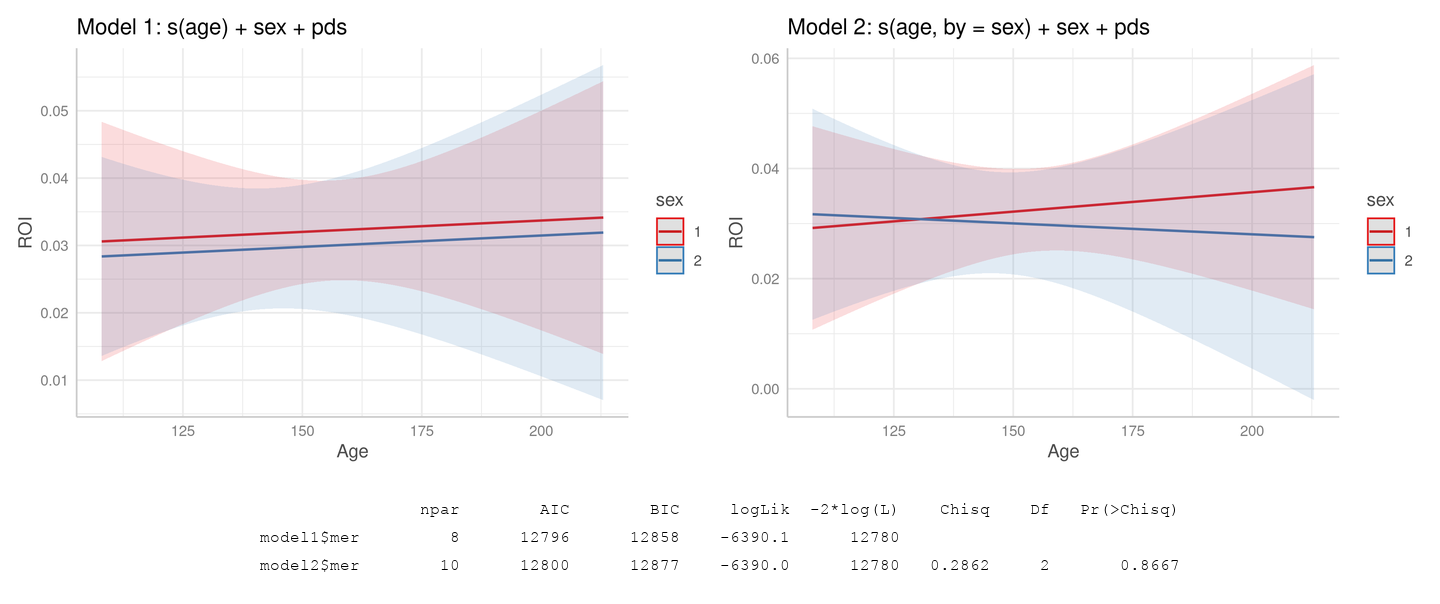 Model 1: s(age) + sex + pds
0.05
0.04
0.03
0.02
0.01
ROI
125 150 175 200
Age
sex
1
2
Model 2: s(age, by = sex) + sex + pds
0.06
0.04
0.02
0.00
ROI
125 150 175 200
Age
sex
1
2
npar AIC BIC logLik -2*log(L) Chisq Df Pr(>Chisq)
model1$mer 8 12796 12858 -6390.1 12780
model2$mer 10 12800 12877 -6390.0 12780 0.2862 2 0.8667